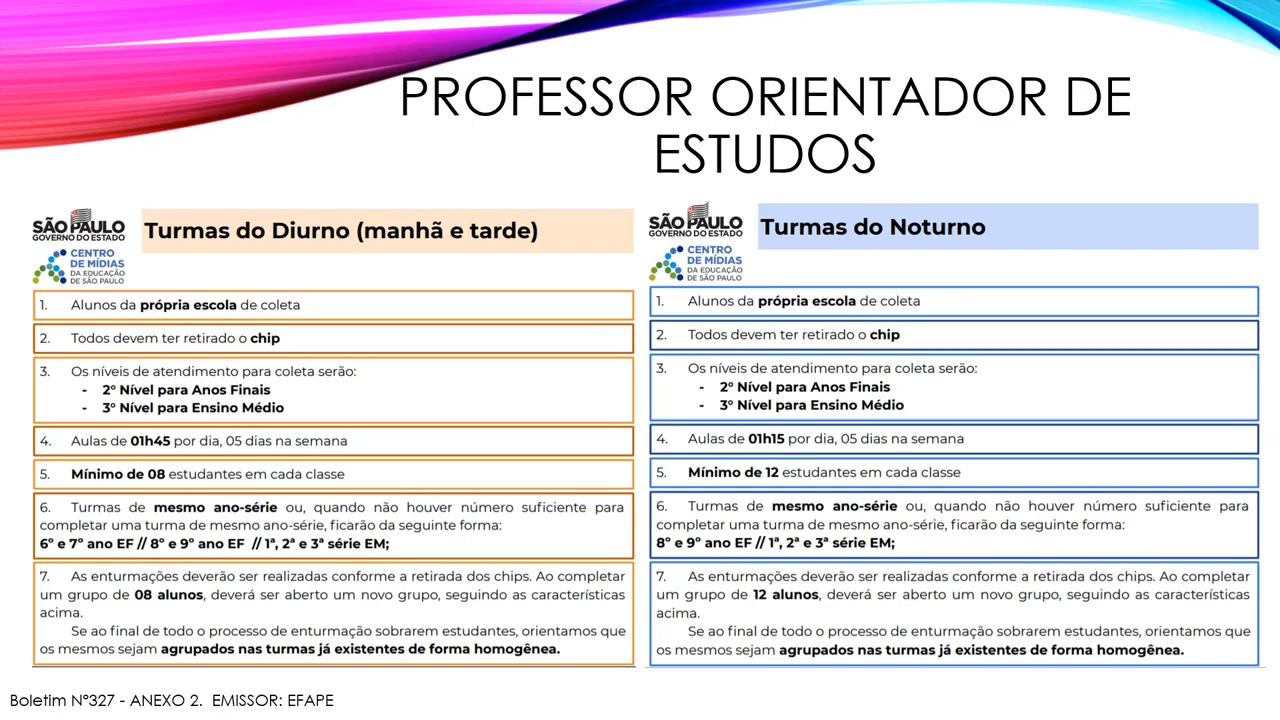 PROFESSOR ORIENTADOR DE
ESTUDOS
SÃO PAULO
GOVERNO DO ESTADO
CENTRO
DE MÍDIAS
DA EDUCAÇÃO
DE SÃO PAULO
Turmas do Diurno (manhã e tarde)
1. Alunos da própria escola de coleta
2. Todos devem ter retirado o chip
3. Os níveis de atendimento para coleta serão:
- 2º Nível para Anos Finais
- 3º Nível para Ensino Médio
4. Aulas de 01h45 por dia, 05 dias na semana
5. Mínimo de 08 estudantes em cada classe
6. Turmas de mesmo ano-série ou, quando não houver número suficiente para
completar uma turma de mesmo ano-série, ficarão da seguinte forma:
6º e 7º ano EF // 8º e 9º ano EF // 1ª, 2ª e 3ª série EM;
7. As enturmações deverão ser realizadas conforme a retirada dos chips. Ao completar
um grupo de 08 alunos, deverá ser aberto um novo grupo, seguindo as características
acima.
Se ao final de todo o processo de enturmação sobrarem estudantes, orientamos que
os mesmos sejam agrupados nas turmas já existentes de forma homogênea.
SÃO PAULO
GOVERNO DO ESTADO
CENTRO
DE MÍDIAS
DA EDUCAÇÃO
DE SÃO PAULO
Turmas do Noturno
1. Alunos da própria escola de coleta
2. Todos devem ter retirado o chip
3. Os níveis de atendimento para coleta serão:
- 2º Nível para Anos Finais
- 3º Nível para Ensino Médio
4. Aulas de 01h15 por dia, 05 dias na semana
5. Mínimo de 12 estudantes em cada classe
6. Turmas de mesmo ano-série ou, quando não houver número suficiente para
completar uma turma de mesmo ano-série, ficarão da seguinte forma:
8º e 9º ano EF // 1ª, 2ª e 3ª série EM;
7. As enturmações deverão ser realizadas conforme a retirada dos chips. Ao completar
um grupo de 12 alunos, deverá ser aberto um novo grupo, seguindo as características
acima.
Se ao final de todo o processo de enturmação sobrarem estudantes, orientamos que
os mesmos sejam agrupados nas turmas já existentes de forma homogênea.
Boletim Nº327 - ANEXO 2. EMISSOR: EFAPE